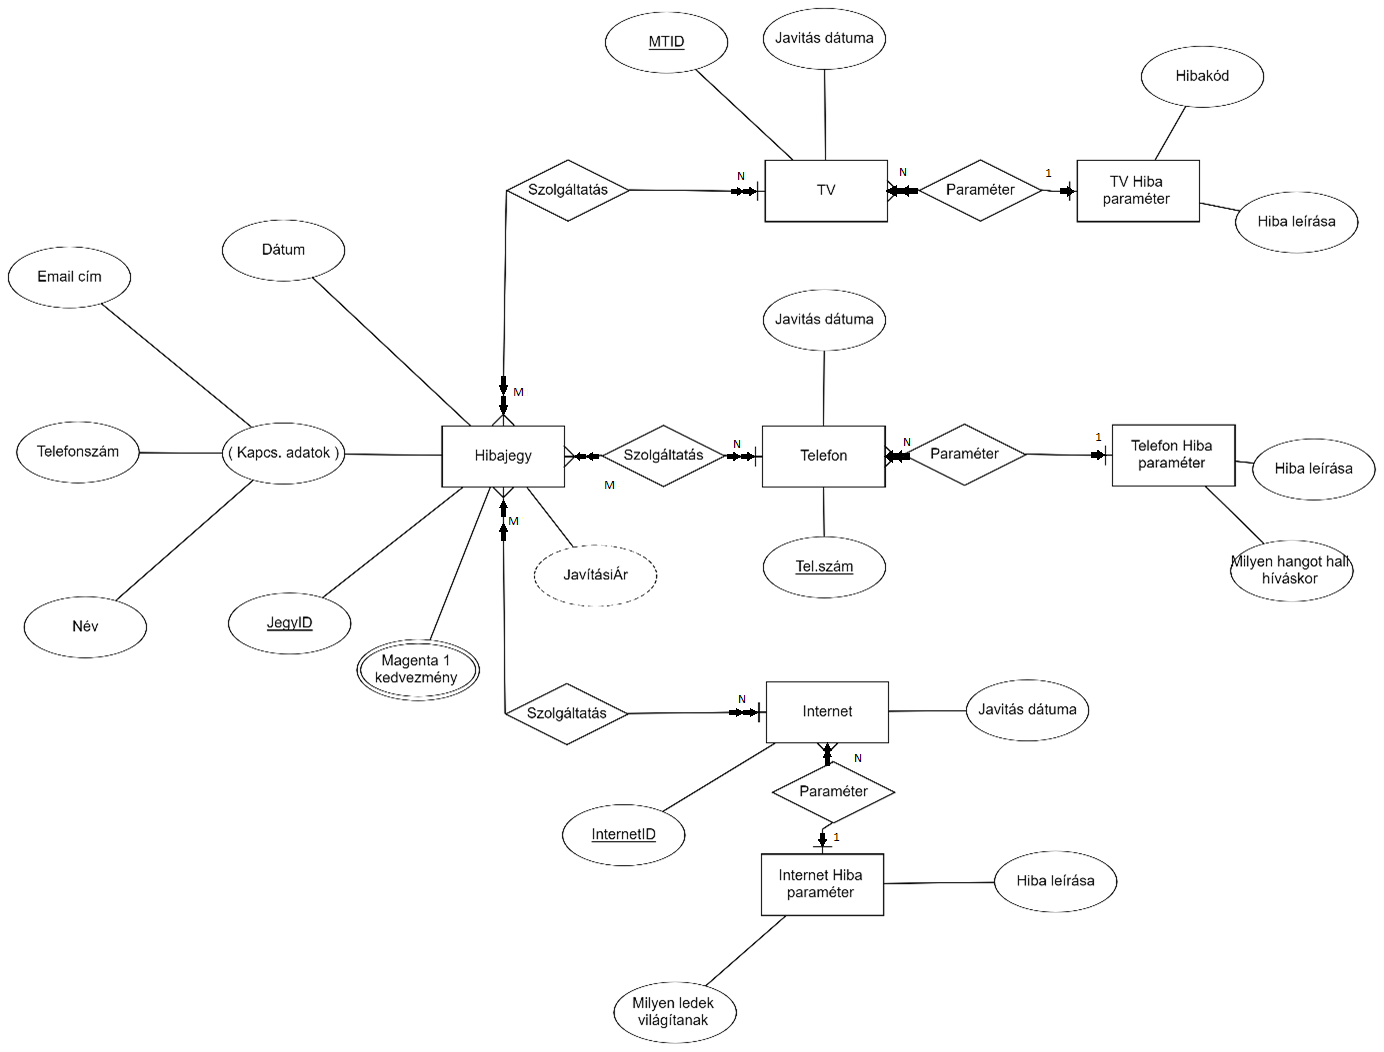 MTID
Javitás dátuma
Hibakód
Szolgáltatás
N
TV
N
Paraméter
1
TV Hiba
paraméter
Hiba leírása
Email cím
Dátum
Javitás dátuma
M
Telefonszám
( Kapcs. adatok )
Hibajegy
M
Szolgáltatás
N
Telefon
N
Paraméter
1
Telefon Hiba
paraméter
Hiba leírása
M
Név
JegyID
Magenta 1
kedvezmény
JavításiÁr
Tel.szám
Milyen hangot hall
híváskor
Szolgáltatás
N
Internet
Javitás dátuma
N
Paraméter
InternetID
1
Internet Hiba
paraméter
Hiba leírása
Milyen ledek
világítanak